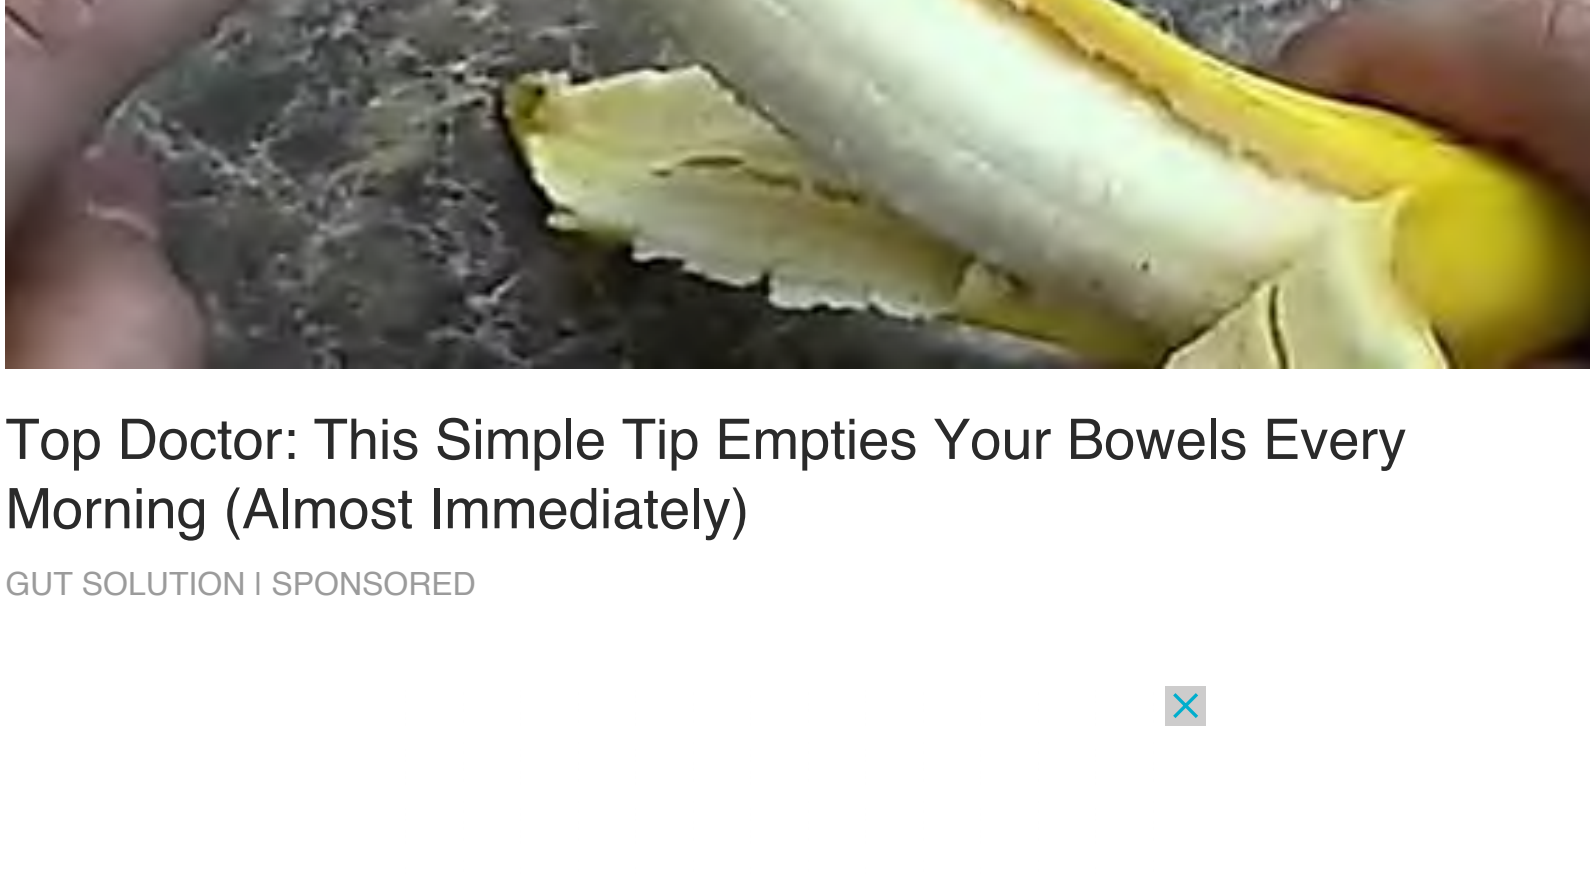 Top Doctor: This Simple Tip Empties Your Bowels Every
Morning (Almost Immediately)
GUT SOLUTION | SPONSORED